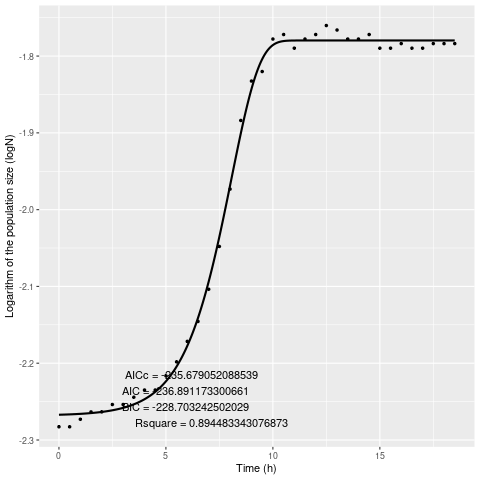 -1.8
-1.9
-2.0
-2.1
-2.2
-2.3
Logarithm of the population size (logN)
AICc = -235.679052088539
AIC = -236.891173300661
BIC = -228.703242502029
Rsquare = 0.894483343076873
0 5 10 15
Time (h)